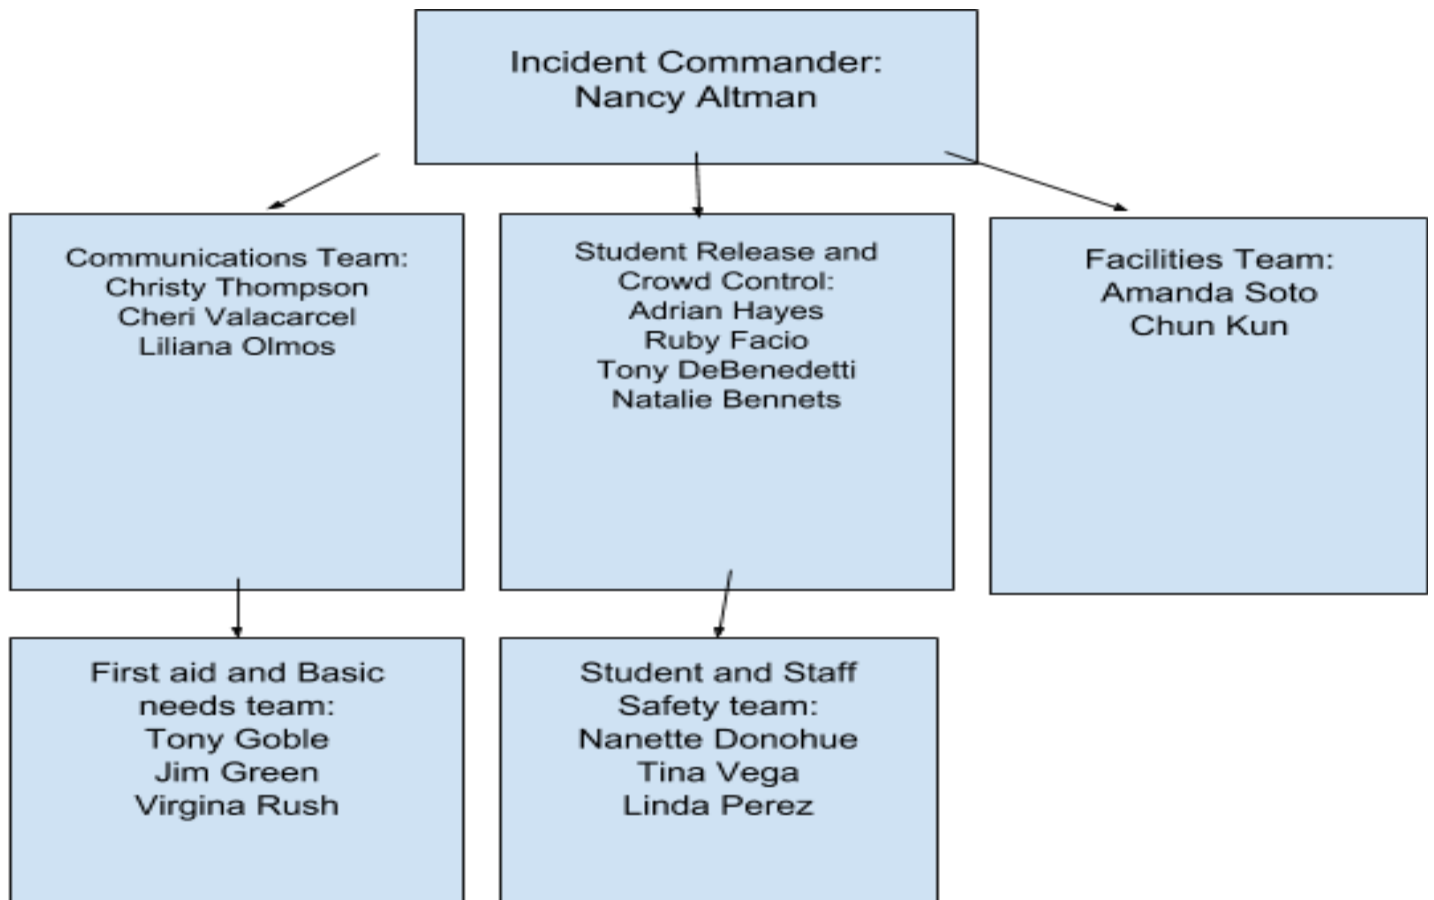 Incident Commander:
Nancy Altman
Communications Team:
Christy Thompson
Cheri Valacarcel
Liliana Olmos
Student Release and
Crowd Control:
Adrian Hayes
Ruby Facio
Tony DeBenedetti
Natalie Bennets
Facilities Team:
Amanda Soto
Chun Kun
First aid and Basic
needs team:
Tony Goble
Jim Green
Virgina Rush
Student and Staff
Safety team:
Nanette Donohue
Tina Vega
Linda Perez